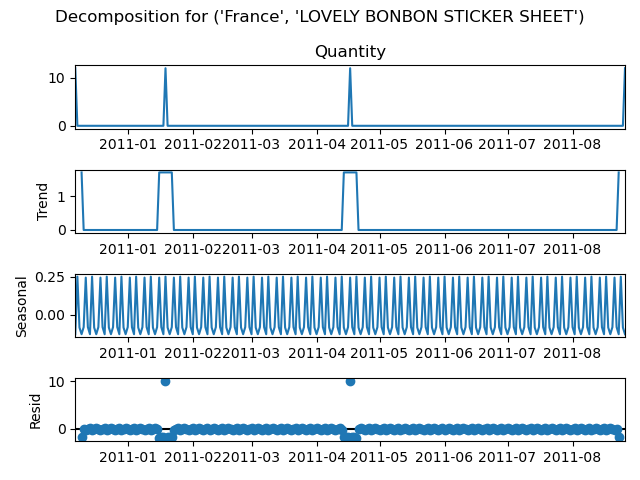 Decomposition for ('France', 'LOVELY BONBON STICKER SHEET')
Quantity
10
0
2011-01 2011-02 2011-03 2011-04 2011-05 2011-06 2011-07 2011-08
Trend
1
0
2011-01 2011-02 2011-03 2011-04 2011-05 2011-06 2011-07 2011-08
Seasonal
0.25
0.00
2011-01 2011-02 2011-03 2011-04 2011-05 2011-06 2011-07 2011-08
Resid
10
0
2011-01 2011-02 2011-03 2011-04 2011-05 2011-06 2011-07 2011-08